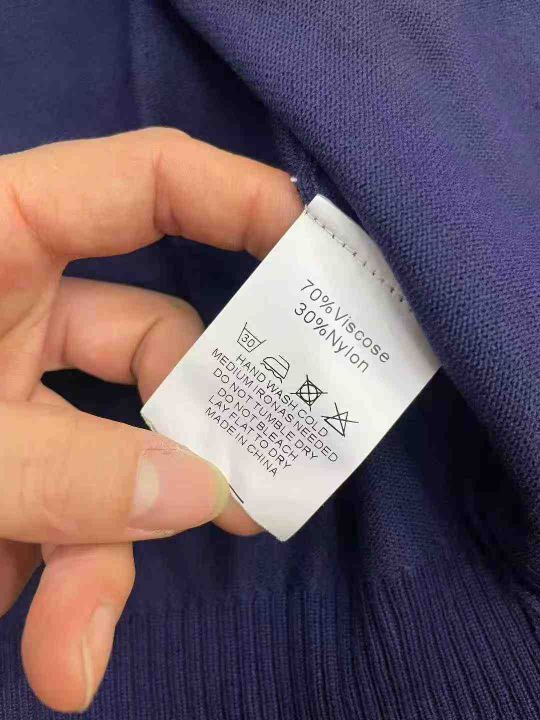 70%Viscose
30%Nylon
30
HAND WASH COLD
MEDIUM IRONAS NEEDED
DO NOT TUMBLE DRY
DO NOT BLEACH
LAY FLAT TO DRY
MADE IN CHINA